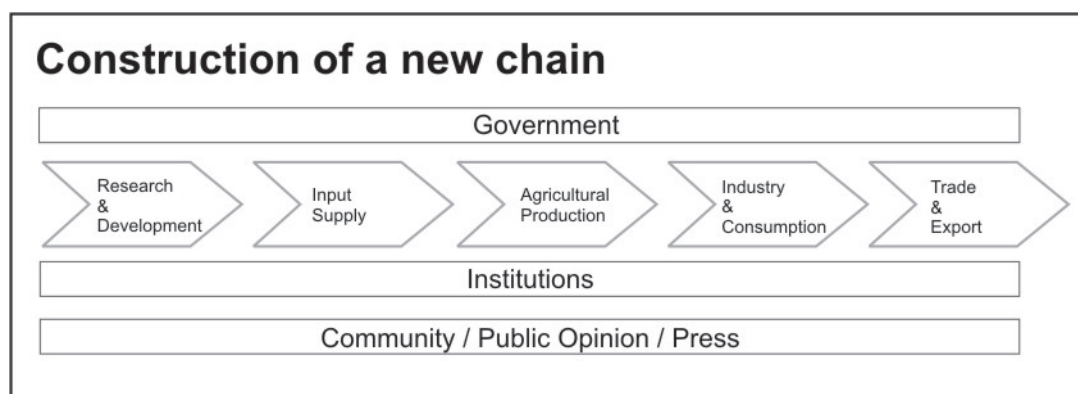 Construction of a new chain
Government
Research
&
Development
Input
Supply
Agricultural
Production
Industry
&
Consumption
Trade
&
Export
Institutions
Community / Public Opinion / Press